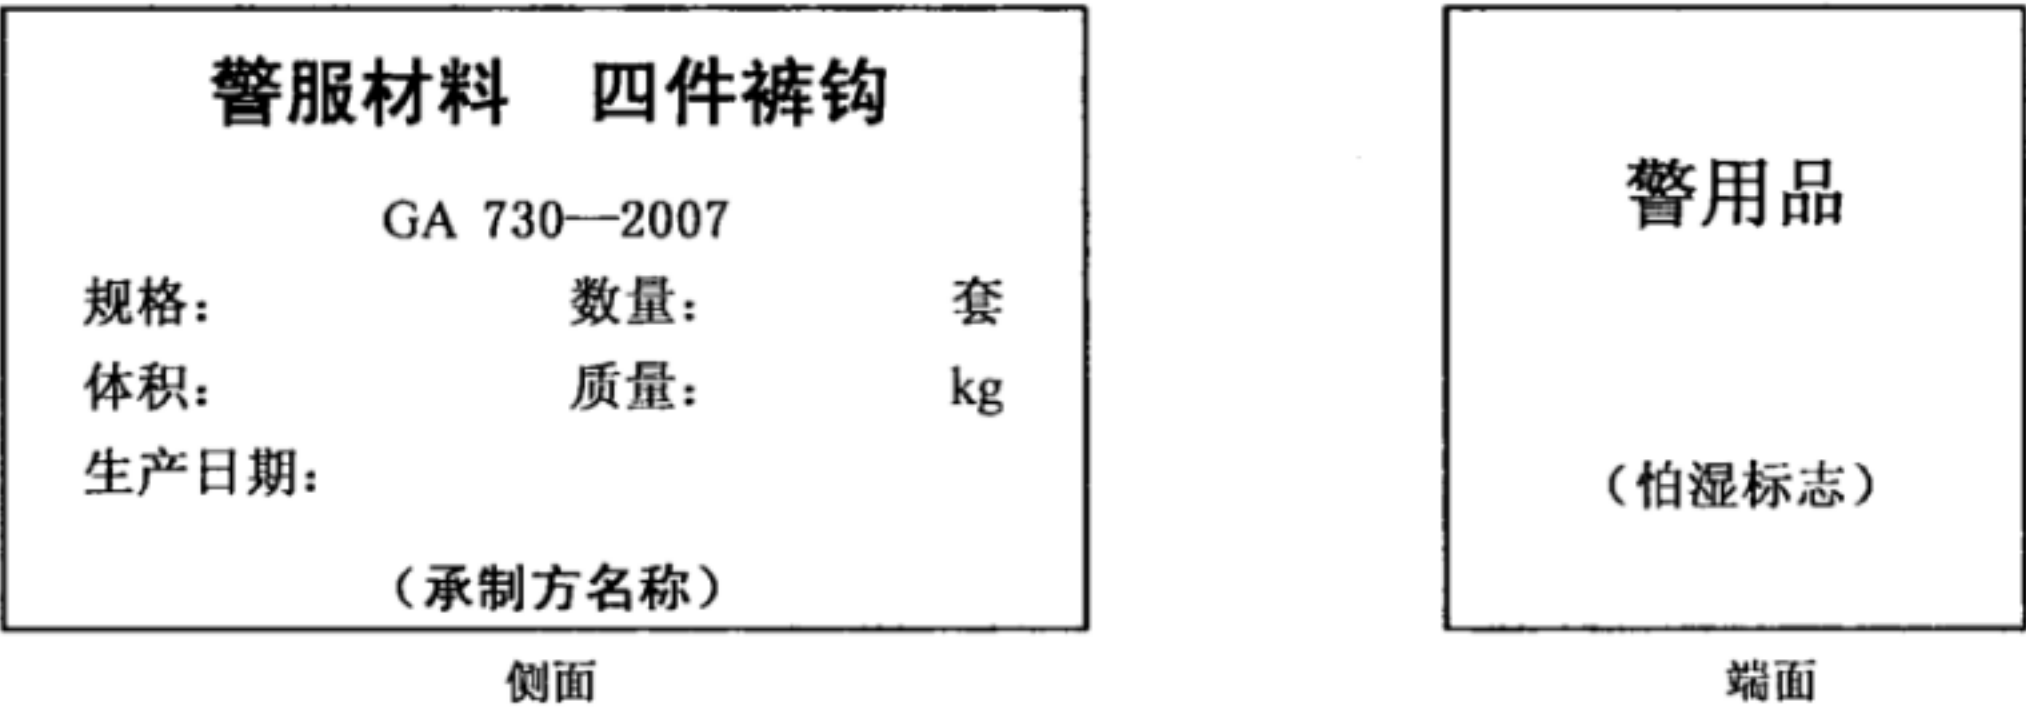 警服材料　四件裤钩
GA 730—2007
规格：　数量：　套
体积：　质量：　kg
生产日期：
（承制方名称）
侧面
警用品
（怕湿标志）
端面